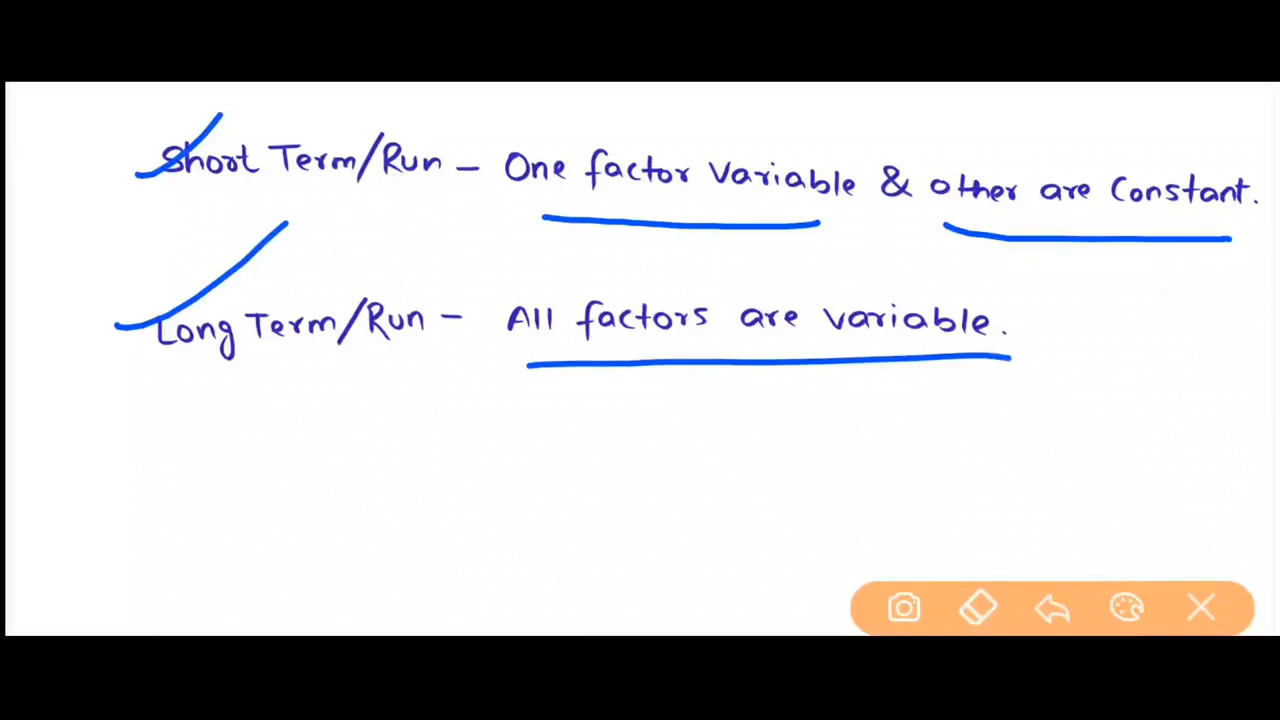 Short Term/Run - One factor Variable & other are Constant.
Long Term/Run - All factors are variable.